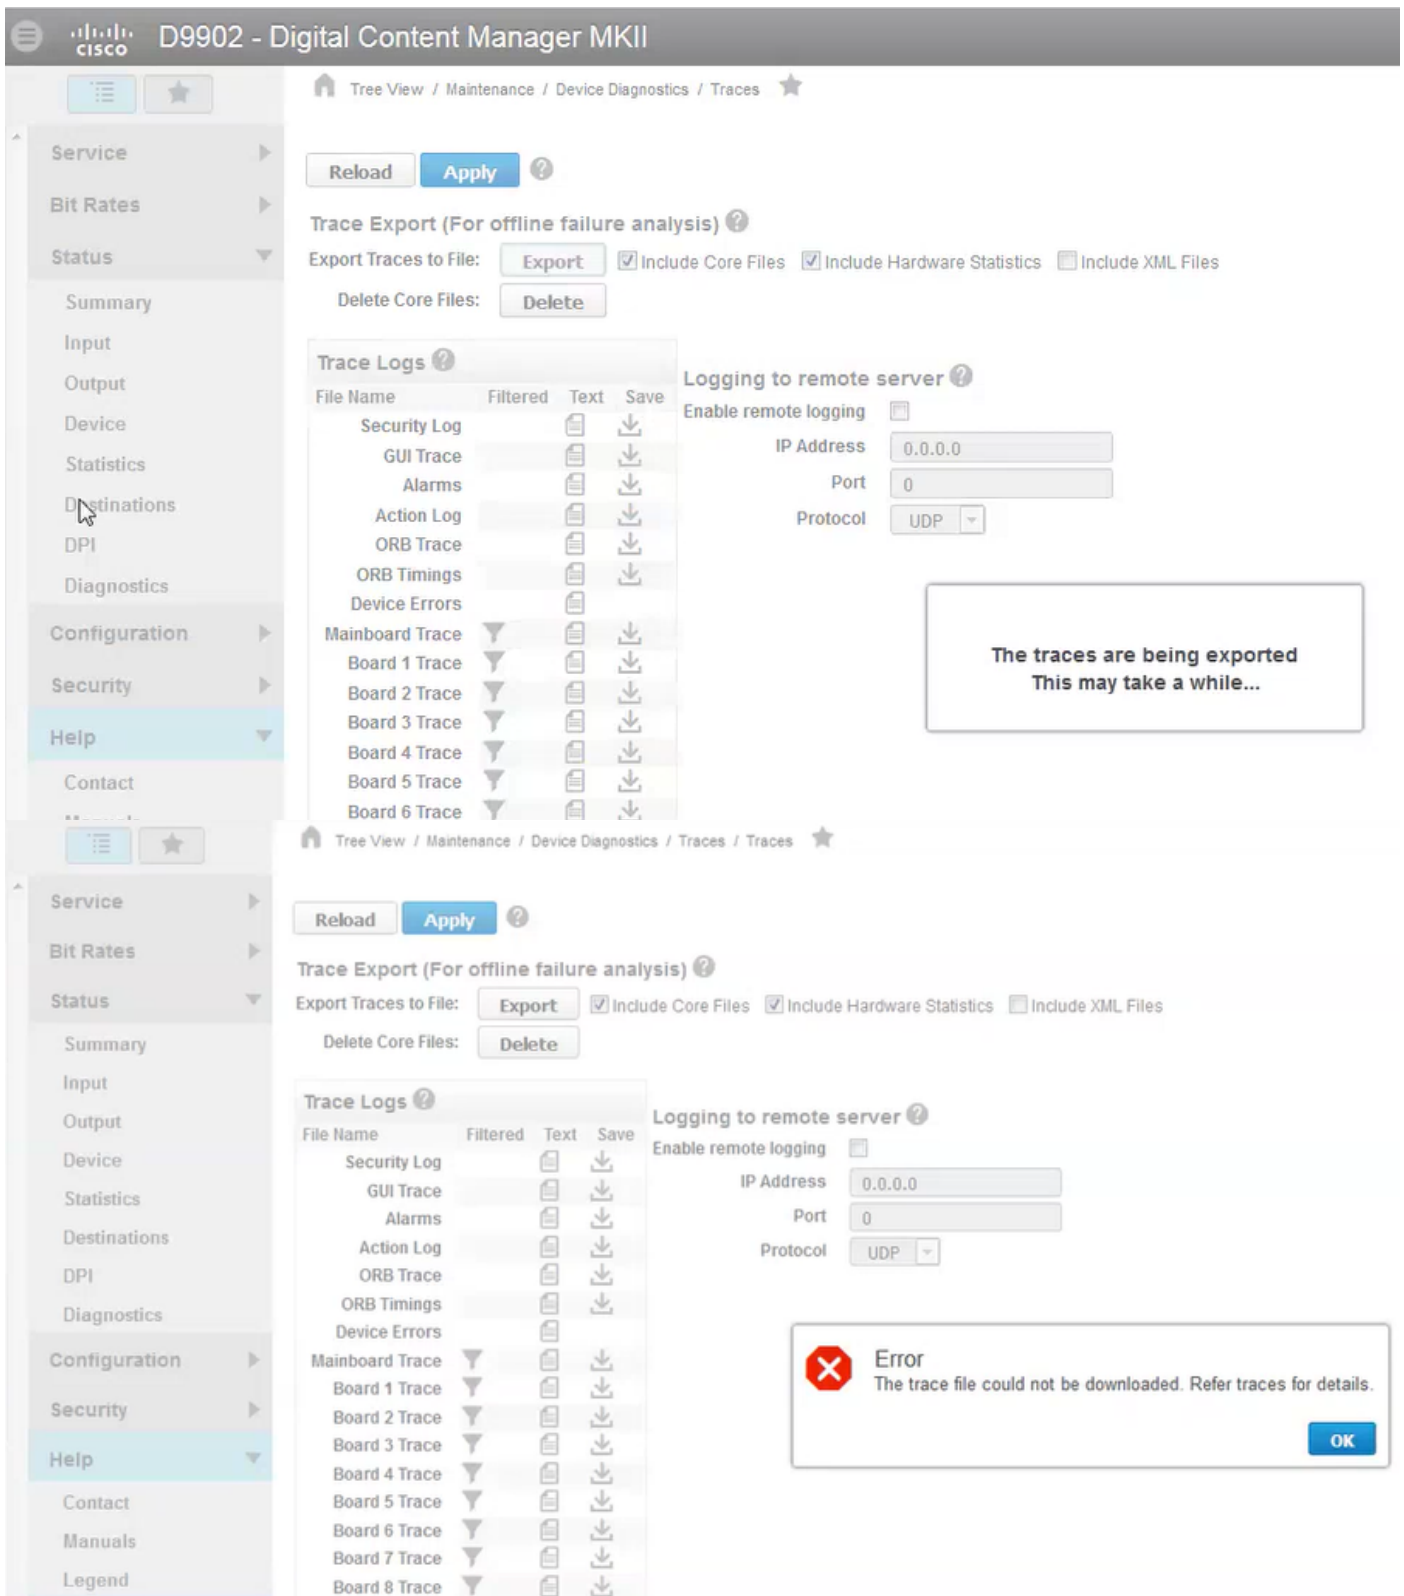 CISCO D9902 - Digital Content Manager MKII
Tree View / Maintenance / Device Diagnostics / Traces
Service
Bit Rates
Status
Summary
Input
Output
Device
Statistics
Destinations
DPI
Diagnostics
Configuration
Security
Help
Contact
Manuals
Reload Apply ?
Trace Export (For offline failure analysis) ?
Export Traces to File: Export Include Core Files Include Hardware Statistics Include XML Files
Delete Core Files: Delete
Trace Logs ?
File Name Filtered Text Save
Security Log
GUI Trace
Alarms
Action Log
ORB Trace
ORB Timings
Device Errors
Mainboard Trace
Board 1 Trace
Board 2 Trace
Board 3 Trace
Board 4 Trace
Board 5 Trace
Board 6 Trace
Logging to remote server ?
Enable remote logging
IP Address 0.0.0.0
Port 0
Protocol UDP
The traces are being exported
This may take a while...
Tree View / Maintenance / Device Diagnostics / Traces / Traces
Service
Bit Rates
Status
Summary
Input
Output
Device
Statistics
Destinations
DPI
Diagnostics
Configuration
Security
Help
Contact
Manuals
Legend
Reload Apply ?
Trace Export (For offline failure analysis) ?
Export Traces to File: Export Include Core Files Include Hardware Statistics Include XML Files
Delete Core Files: Delete
Trace Logs ?
File Name Filtered Text Save
Security Log
GUI Trace
Alarms
Action Log
ORB Trace
ORB Timings
Device Errors
Mainboard Trace
Board 1 Trace
Board 2 Trace
Board 3 Trace
Board 4 Trace
Board 5 Trace
Board 6 Trace
Board 7 Trace
Board 8 Trace
Logging to remote server ?
Enable remote logging
IP Address 0.0.0.0
Port 0
Protocol UDP
Error
The trace file could not be downloaded. Refer traces for details.
OK